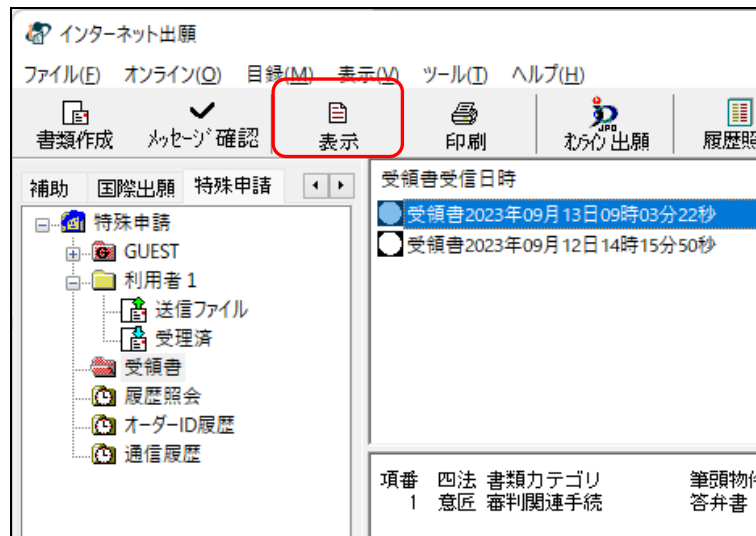 インターネット出願
ファイル(F) オンライン(O) 目録(M) 表示(V) ツール(T) ヘルプ(H)
書類作成 メッセージ確認 表示 印刷 オンライン出願 履歴照
JPO
補助 国際出願 特殊申請
特殊申請
GUEST
利用者1
送信ファイル
受理済
受領書
履歴照会
オーダーID履歴
通信履歴
受領書受信日時
受領書2023年09月13日09時03分22秒
受領書2023年09月12日14時15分50秒
項番 四法 書類カテゴリ 筆頭物件
1 意匠 審判関連手続 答弁書